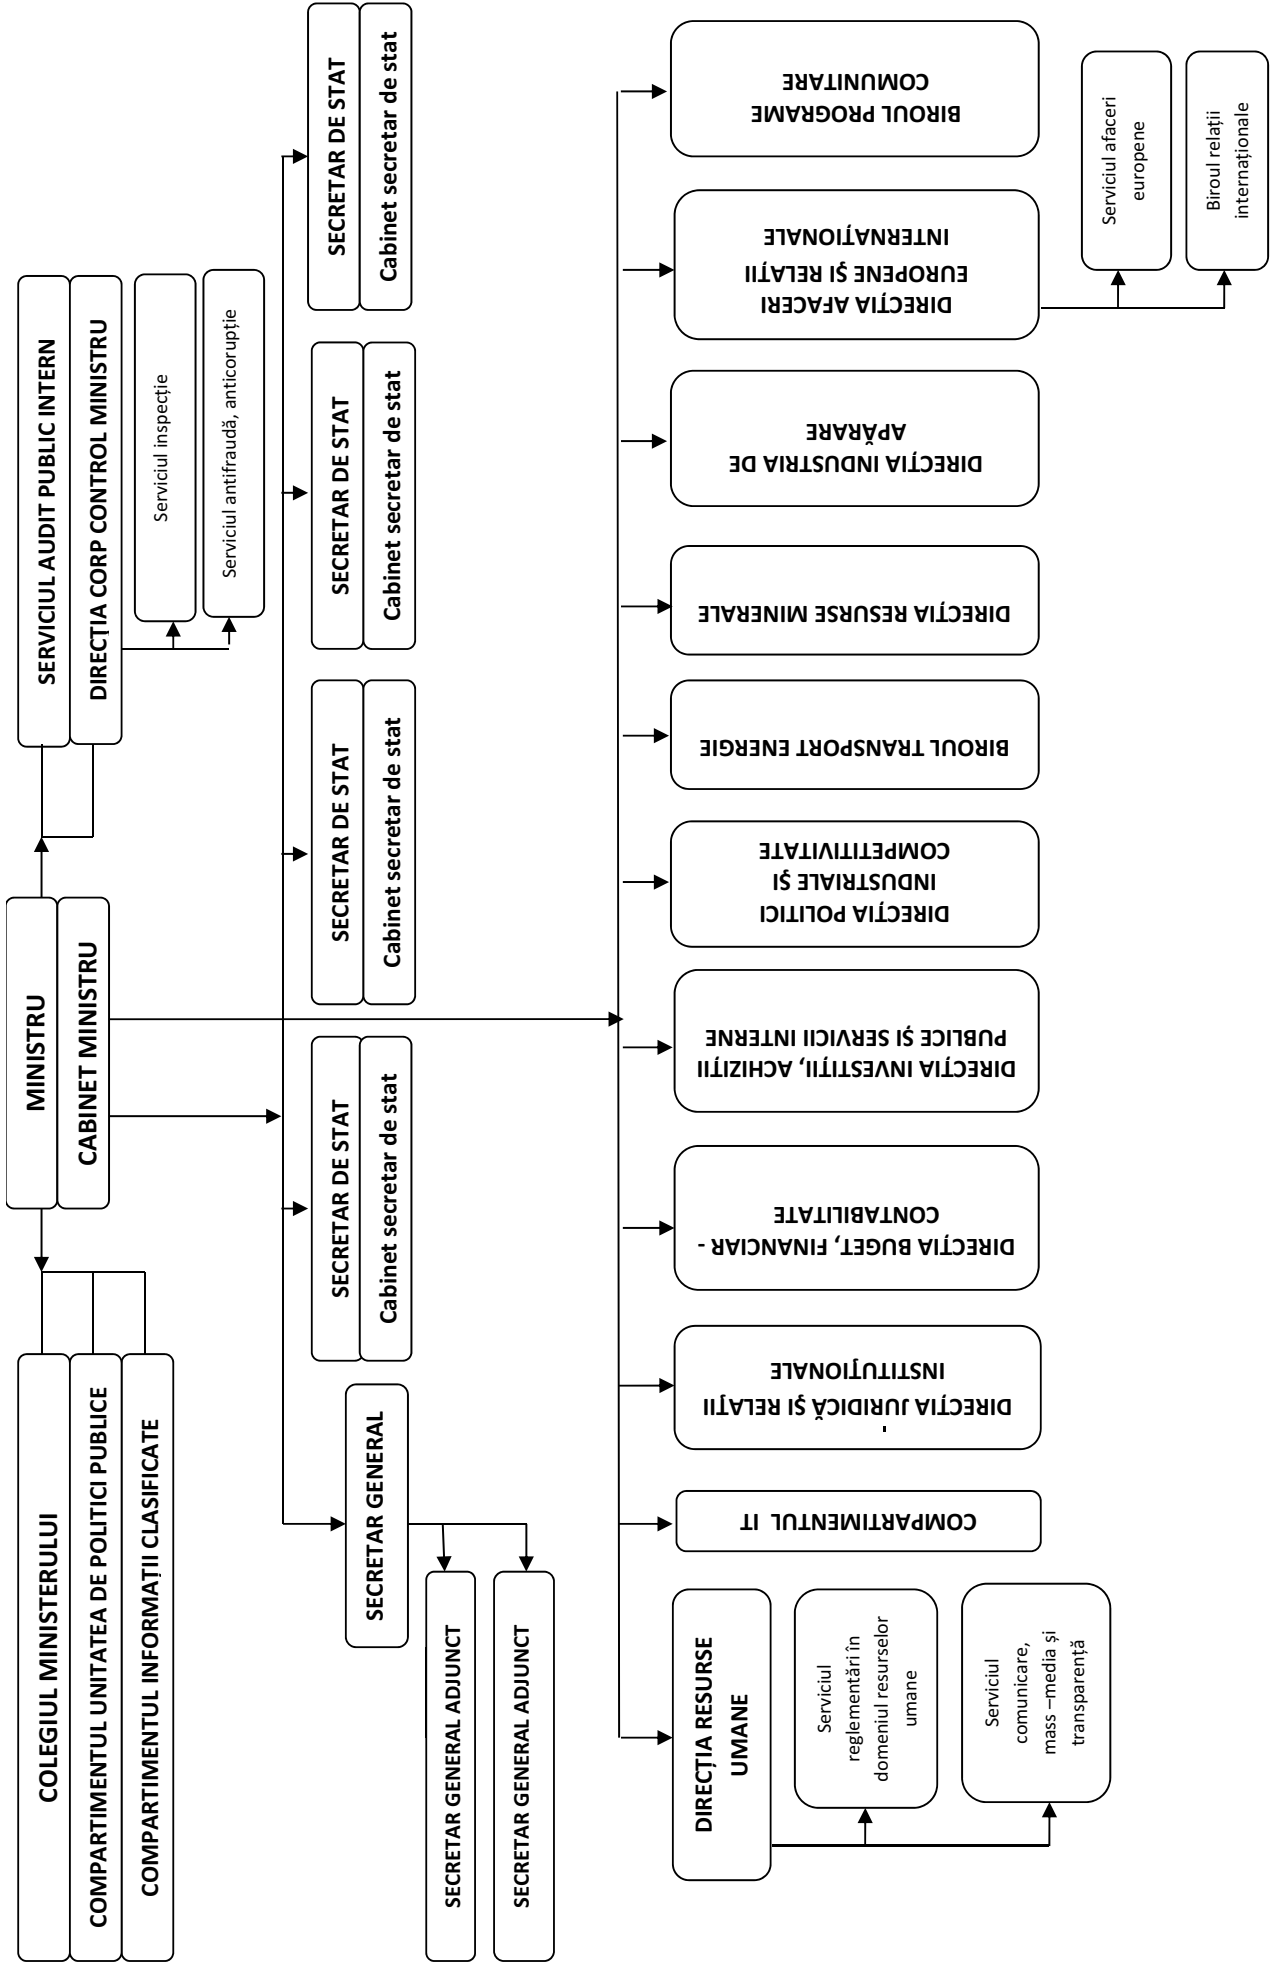 MINISTRU
CABINET MINISTRU
COLEGIUL MINISTERULUI
COMPARTIMENTUL UNITATEA DE POLITICI PUBLICE
COMPARTIMENTUL INFORMAȚII CLASIFICATE
SERVICIUL AUDIT PUBLIC INTERN
DIRECȚIA CORP CONTROL MINISTRU
Serviciul inspecție
Serviciul antifraudă, anticorupție
SECRETAR GENERAL
SECRETAR GENERAL ADJUNCT
SECRETAR GENERAL ADJUNCT
SECRETAR DE STAT
Cabinet secretar de stat
SECRETAR DE STAT
Cabinet secretar de stat
SECRETAR DE STAT
Cabinet secretar de stat
SECRETAR DE STAT
Cabinet secretar de stat
DIRECȚIA RESURSE
UMANE
Serviciul
reglementări în
domeniul resurselor
umane
Serviciul
comunicare,
mass –media și
transparență
COMPARTIMENTUL IT
DIRECȚIA JURIDICĂ ȘI RELAȚII
INSTITUȚIONALE
DIRECȚIA BUGET, FINANCIAR -
CONTABILITATE
DIRECȚIA INVESTIȚII, ACHIZIȚII
PUBLICE ȘI SERVICII INTERNE
DIRECȚIA POLITICI
INDUSTRIALE ȘI
COMPETITIVITATE
BIROUL TRANSPORT ENERGIE
DIRECȚIA RESURSE MINERALE
DIRECȚIA INDUSTRIA DE
APĂRARE
DIRECȚIA AFACERI
EUROPENE ȘI RELAȚII
INTERNAȚIONALE
Serviciul afaceri
europene
Biroul relații
internaționale
BIROUL PROGRAME
COMUNITARE